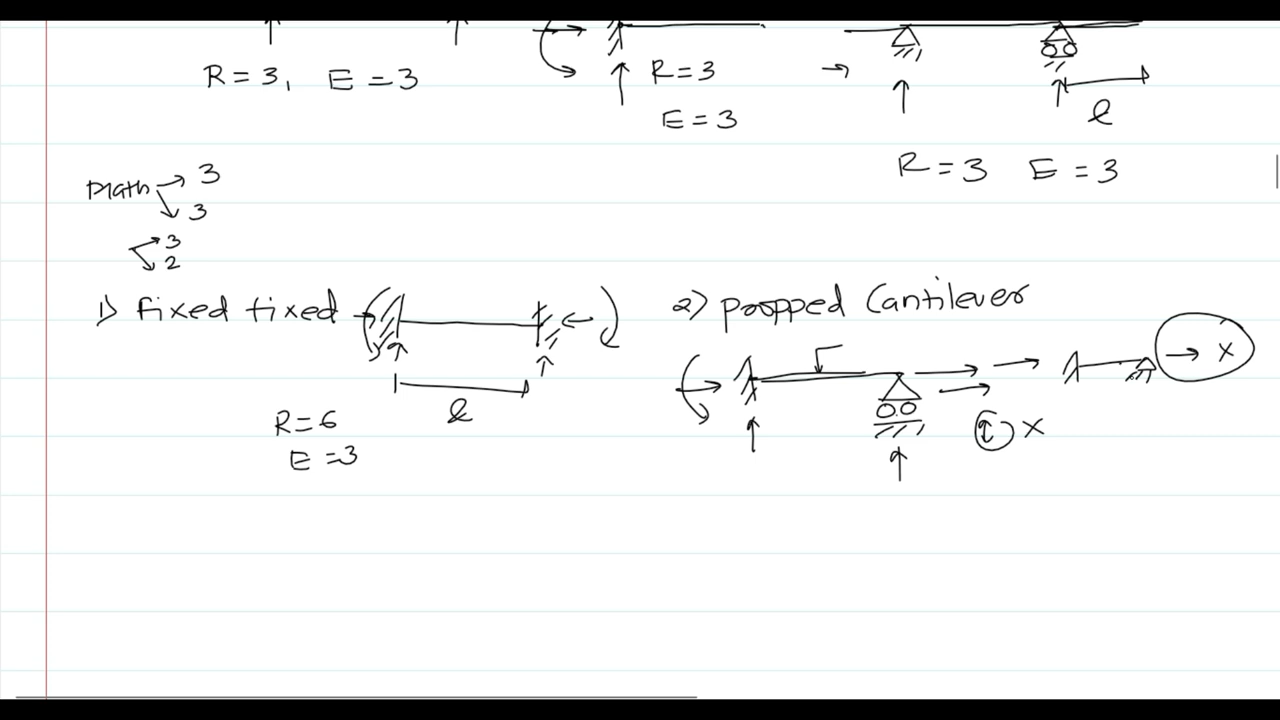 R = 3, E = 3
R = 3
E = 3
l
R = 3 E = 3
Math → 3
↘ 3
3
2
1) fixed fixed
l
R = 6
E = 3
2) propped Cantilever
→ x
x